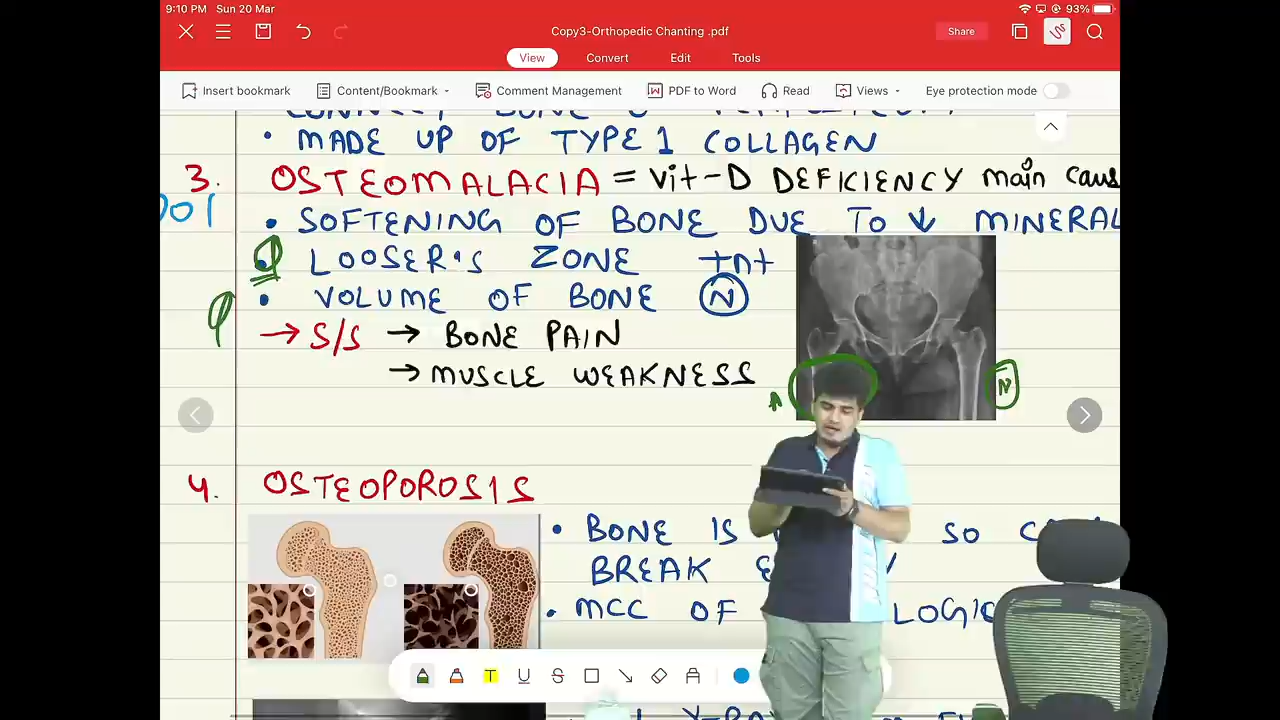 9:10 PM Sun 20 Mar
93%
Copy3-Orthopedic Chanting .pdf
Share
View Convert Edit Tools
Insert bookmark Content/Bookmark Comment Management PDF to Word Read Views Eye protection mode
• MADE UP OF TYPE 1 COLLAGEN
3. OSTEOMALACIA = Vit-D DEFICIENCY main caus
001
• SOFTENING OF BONE DUE TO ↓ MINERAL
• LOOSER'S ZONE +nt
• VOLUME OF BONE N
→ S/S → BONE PAIN
→ MUSCLE WEAKNESS
A
N
4. OSTEOPOROSIS
• BONE IS SO
BREAK
• MCC OF
T U S A